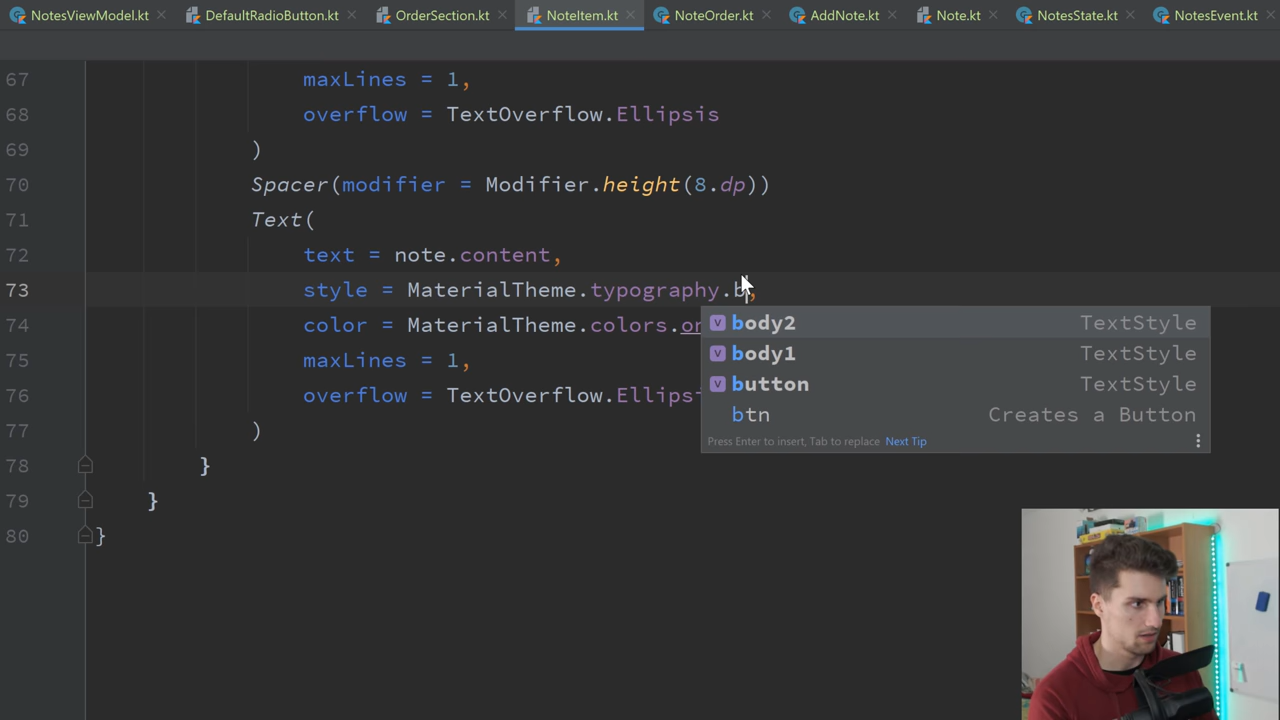 NotesViewModel.kt DefaultRadioButton.kt OrderSection.kt NoteItem.kt NoteOrder.kt AddNote.kt Note.kt NotesState.kt NotesEvent.kt
67 maxLines = 1,
68 overflow = TextOverflow.Ellipsis
69 )
70 Spacer(modifier = Modifier.height(8.dp))
71 Text(
72 text = note.content,
73 style = MaterialTheme.typography.b,
74 color = MaterialTheme.colors.on
75 maxLines = 1,
76 overflow = TextOverflow.Ellipsi
77 )
78 }
79 }
80 }
v body2 TextStyle
v body1 TextStyle
v button TextStyle
btn Creates a Button
Press Enter to insert, Tab to replace Next Tip